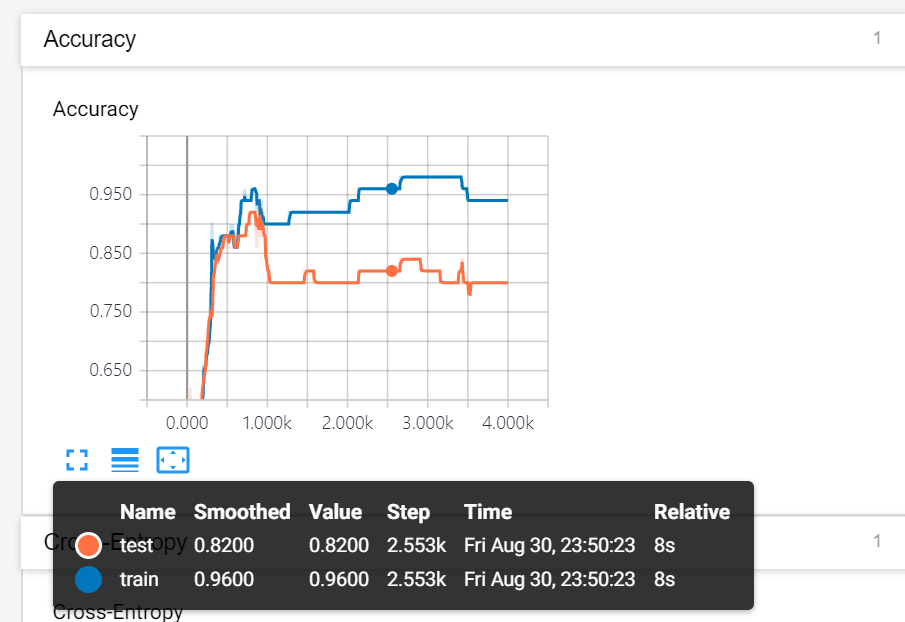 Accuracy 1
Accuracy
0.950
0.850
0.750
0.650
0.000 1.000k 2.000k 3.000k 4.000k
Name Smoothed Value Step Time Relative
Cross-Entropy 1
test 0.8200 0.8200 2.553k Fri Aug 30, 23:50:23 8s
train 0.9600 0.9600 2.553k Fri Aug 30, 23:50:23 8s
Cross-Entropy